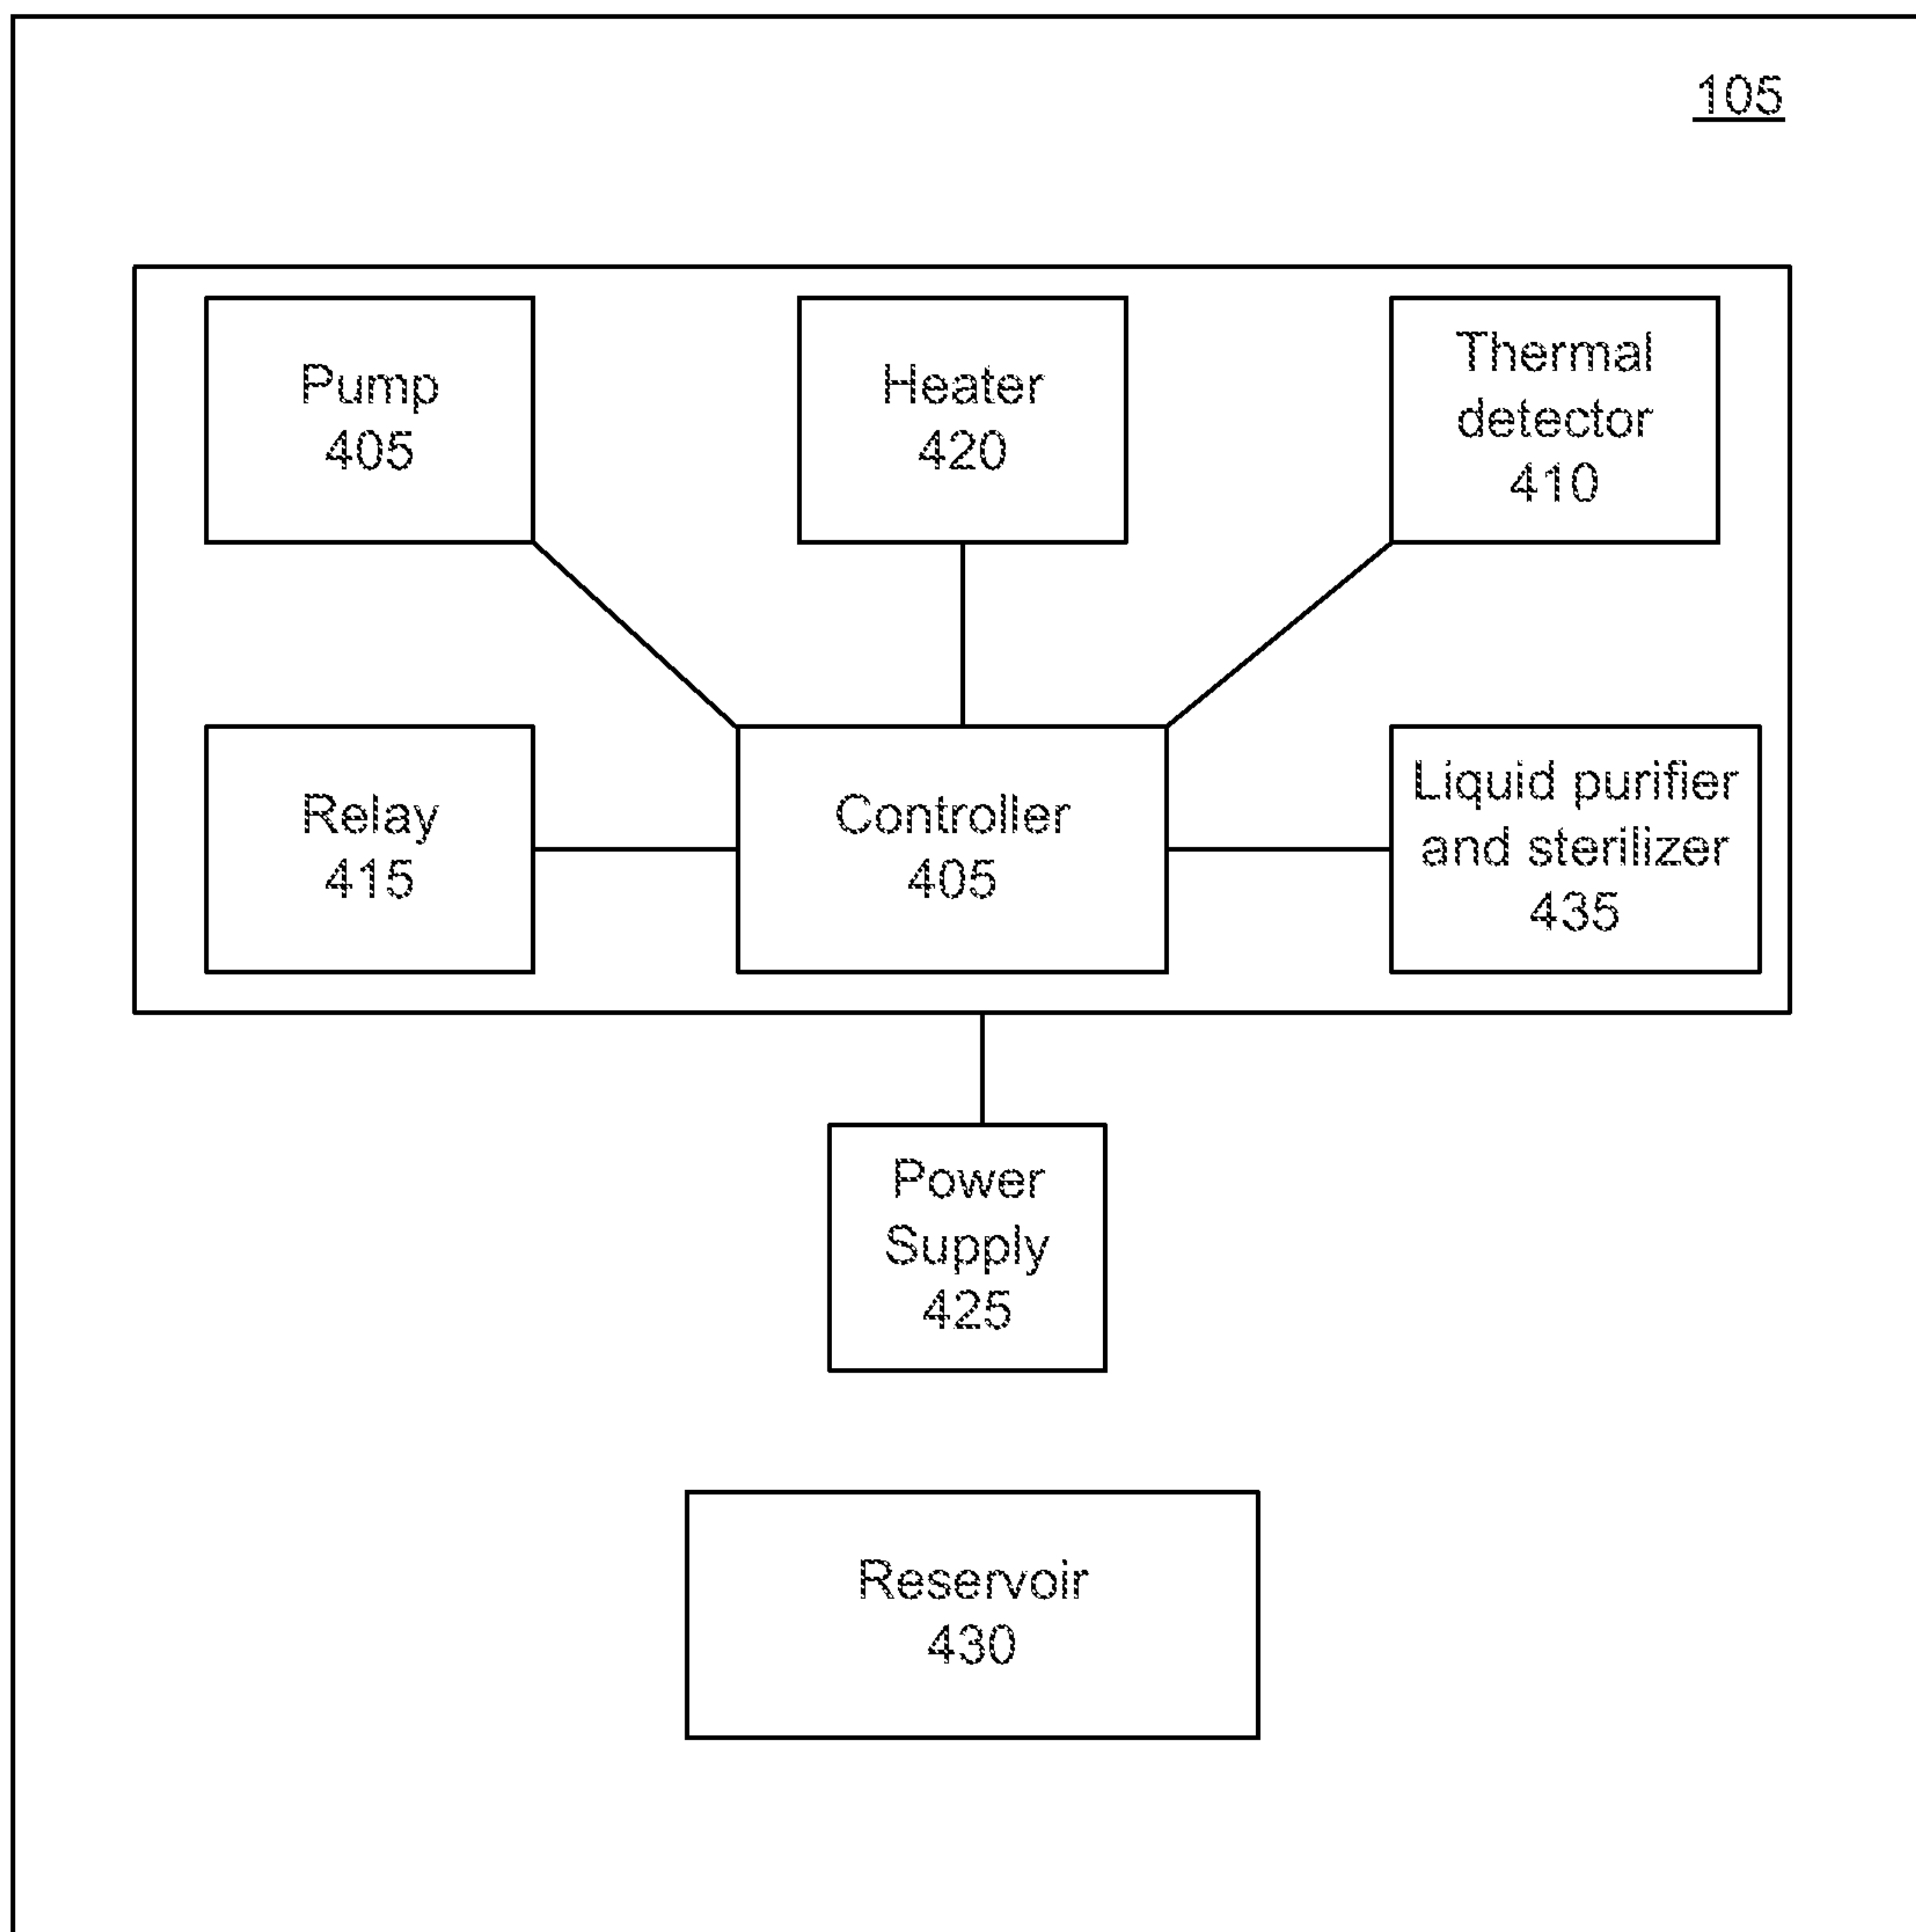 105
Pump
405
Heater
420
Thermal
detector
410
Relay
415
Controller
405
Liquid purifier
and sterilizer
435
Power
Supply
425
Reservoir
430